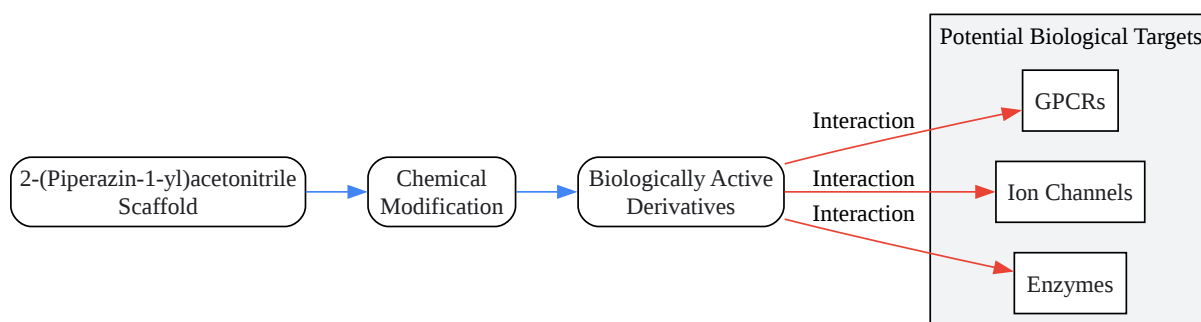 2-(Piperazin-1-yl)acetonitrile
Scaffold
Chemical
Modification
Biologically Active
Derivatives
Interaction
Interaction
Interaction
Potential Biological Targets
GPCRs
Ion Channels
Enzymes